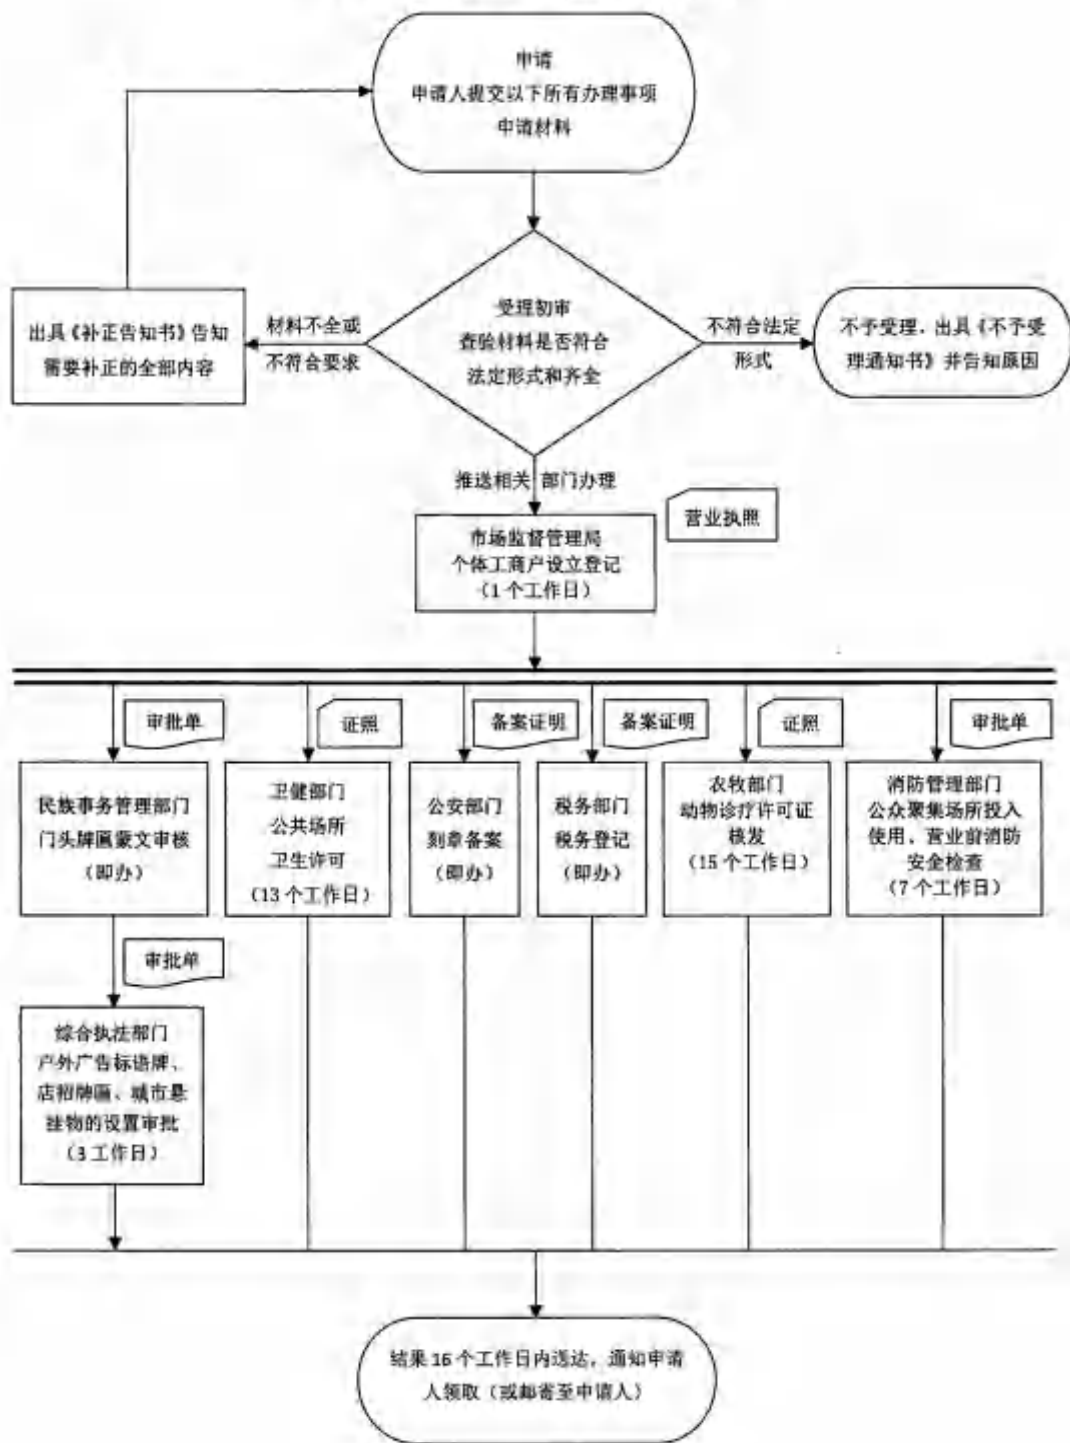 申请
申请人提交以下所有办理事项
申请材料
出具《补正告知书》告知
需要补正的全部内容
材料不全或
不符合要求
受理初审
查验材料是否符合
法定形式和齐全
不符合法定
形式
不予受理，出具《不予受
理通知书》并告知原因
推送相关 部门办理
营业执照
市场监督管理局
个体工商户设立登记
（1 个工作日）
审批单
证照
备案证明
备案证明
证照
审批单
民族事务管理部门
门头牌匾蒙文审核
（即办）
卫健部门
公共场所
卫生许可
（13 个工作日）
公安部门
刻章备案
（即办）
税务部门
税务登记
（即办）
农牧部门
动物诊疗许可证
核发
（15 个工作日）
消防管理部门
公众聚集场所投入
使用、营业前消防
安全检查
（7 个工作日）
审批单
综合执法部门
户外广告标语牌、
店招牌匾、城市悬
挂物的设置审批
（3 工作日）
结果 16 个工作日内送达，通知申请
人领取（或邮寄至申请人）